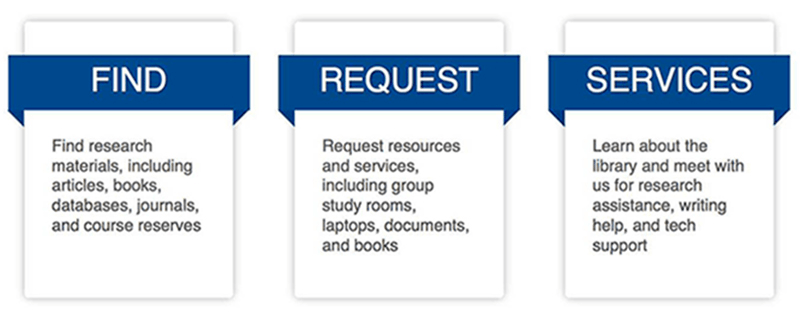 FIND
Find research
materials, including
articles, books,
databases, journals,
and course reserves
REQUEST
Request resources
and services,
including group
study rooms,
laptops, documents,
and books
SERVICES
Learn about the
library and meet with
us for research
assistance, writing
help, and tech
support